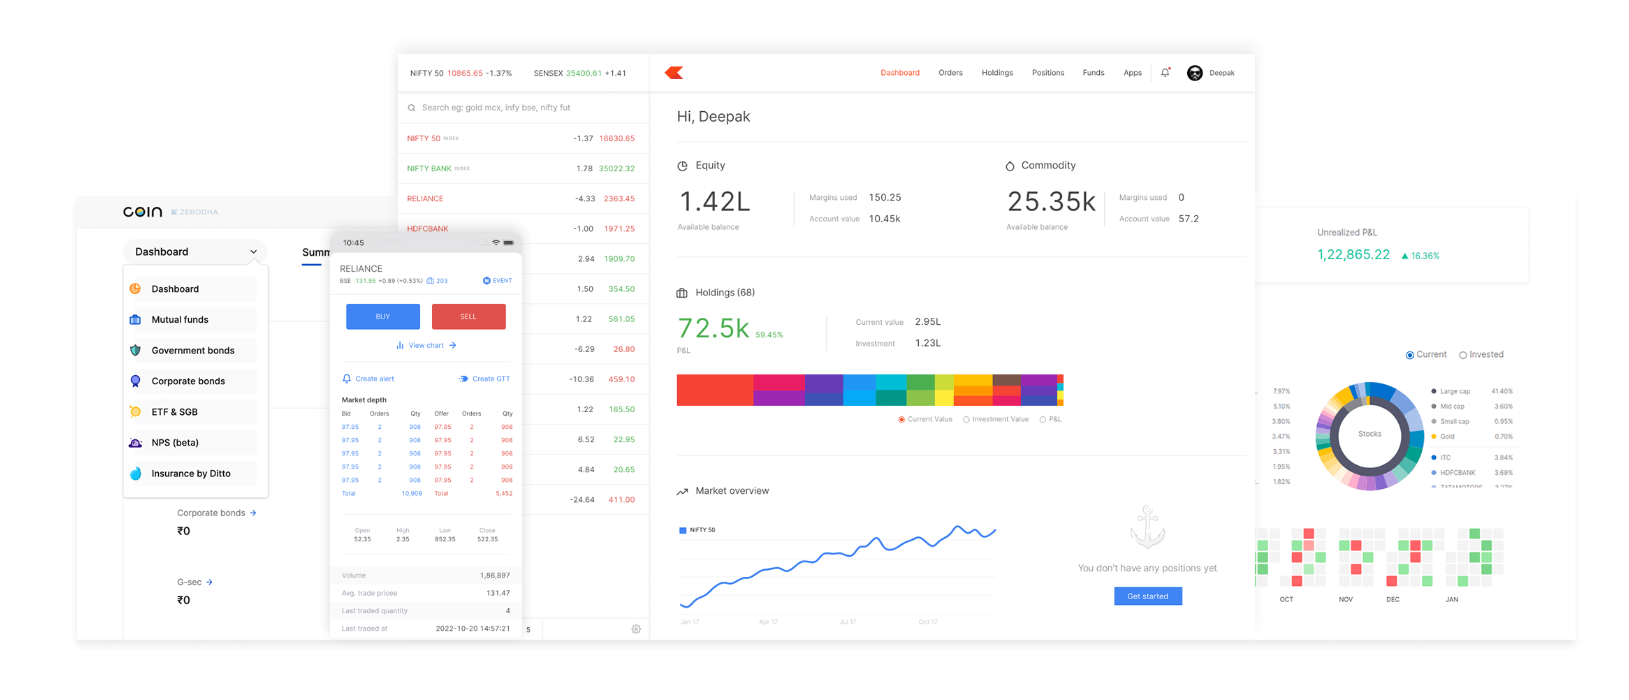 NIFTY 50 10865.65 -1.37% SENSEX 35400.61 +1.41
Dashboard Orders Holdings Positions Funds Apps Deepak
Search eg: gold mcx, infy bse, nifty fut
NIFTY 50 INDEX -1.37 16630.65
NIFTY BANK INDEX 1.78 35022.32
RELIANCE -4.33 2363.45
HDFCBANK -1.00 1971.25
2.94 1909.70
1.50 354.50
1.22 561.05
-6.29 26.80
-10.36 459.10
1.22 165.50
6.52 22.95
4.84 20.65
-24.64 411.00
5
Hi, Deepak
Equity
1.42L
Available balance
Margins used 150.25
Account value 10.45k
Commodity
25.35k
Available balance
Margins used 0
Account value 57.2
Holdings (68)
72.5k 59.45%
P&L
Current value 2.95L
Investment 1.23L
Current Value Investment Value P&L
Market overview
NIFTY 50
Jan 17 Apr 17 Jul 17 Oct 17
You don't have any positions yet
Get started
COIN ZERODHA
Dashboard
Summ
Dashboard
Mutual funds
Government bonds
Corporate bonds
ETF & SGB
NPS (beta)
Insurance by Ditto
Corporate bonds
₹0
G-sec
₹0
10:45
RELIANCE
BSE 131.95 +0.89 (+0.53%) 203 EVENT
BUY SELL
View chart
Create alert Create GTT
Market depth
Bid Orders Qty Offer Orders Qty
97.95 2 908 97.95 2 908
97.95 2 908 97.95 2 908
97.95 2 908 97.95 2 908
97.95 2 908 97.95 2 908
97.95 2 908 97.95 2 908
Total 10,908 Total 5,452
Open High Low Close
52.35 2.35 852.35 522.35
Volume 1,86,897
Avg. trade pricee 131.47
Last traded quantity 4
Last traded at 2022-10-20 14:57:21
Unrealized P&L
1,22,865.22 16.36%
Current Invested
7.97%
5.10%
3.80%
3.47%
3.31%
1.95%
1.82%
Stocks
Large cap 41.40%
Mid cap 3.60%
Small cap 0.95%
Gold 0.70%
ITC 3.84%
HDFCBANK 3.69%
TATAMOTORS 3.27%
OCT NOV DEC JAN